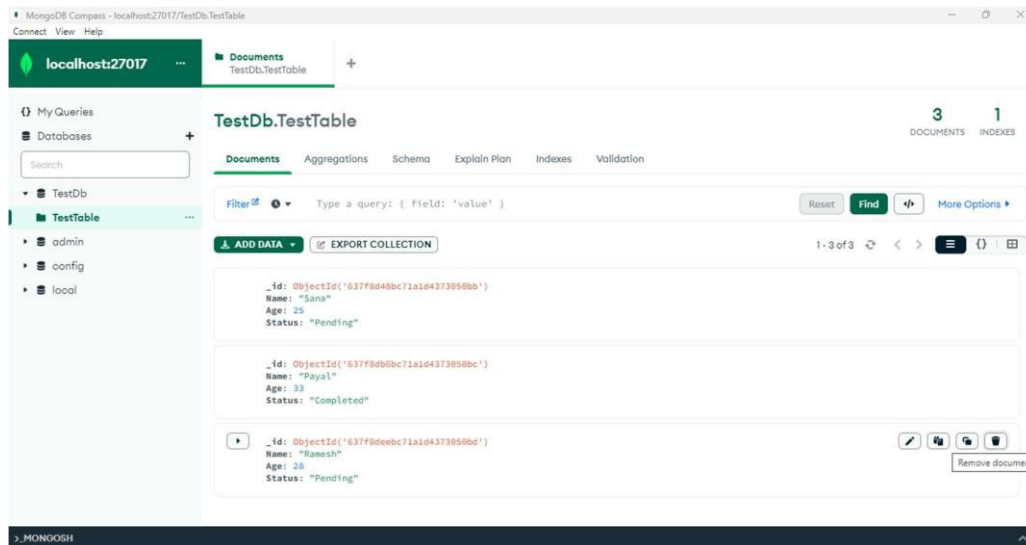 MongoDB Compass - localhost:27017/TestDb.TestTable
Connect View Help
localhost:27017 ...
Documents
TestDb.TestTable
+
{} My Queries
Databases +
Search
TestDb
TestTable ...
admin
config
local
TestDb.TestTable
3
DOCUMENTS
1
INDEXES
Documents Aggregations Schema Explain Plan Indexes Validation
Filter Type a query: { field: 'value' } Reset Find </> More Options
ADD DATA EXPORT COLLECTION 1-3 of 3 {}
_id: ObjectId('637f8d48bc71a1d4373050bb')
Name: "Sana"
Age: 25
Status: "Pending"
_id: ObjectId('637f8db6bc71a1d4373050bc')
Name: "Payal"
Age: 33
Status: "Completed"
_id: ObjectId('637f8deebc71a1d4373050bd')
Name: "Ramesh"
Age: 28
Status: "Pending"
Remove docume
>_MONGOSH